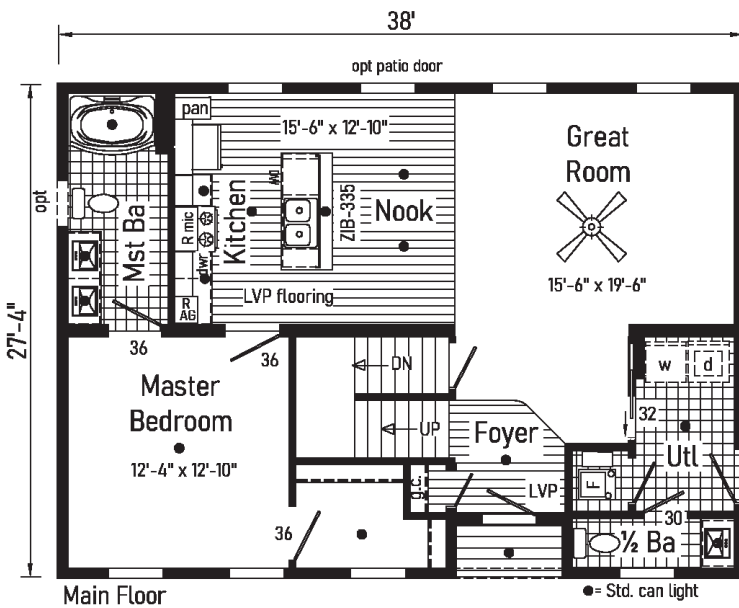 38'
opt patio door
27'-4"
opt
pan
15'-6" x 12'-10"
Great
Room
wd
Mst Ba
R mic
Kitchen
ZIB-335
Nook
dwr
15'-6" x 19'-6"
R
AG
LVP flooring
36
36
DN
w
d
Master
Bedroom
32
UP
Foyer
Utl
12'-4" x 12'-10"
g.c.
LVP
F
36
30
½ Ba
Main Floor
●= Std. can light